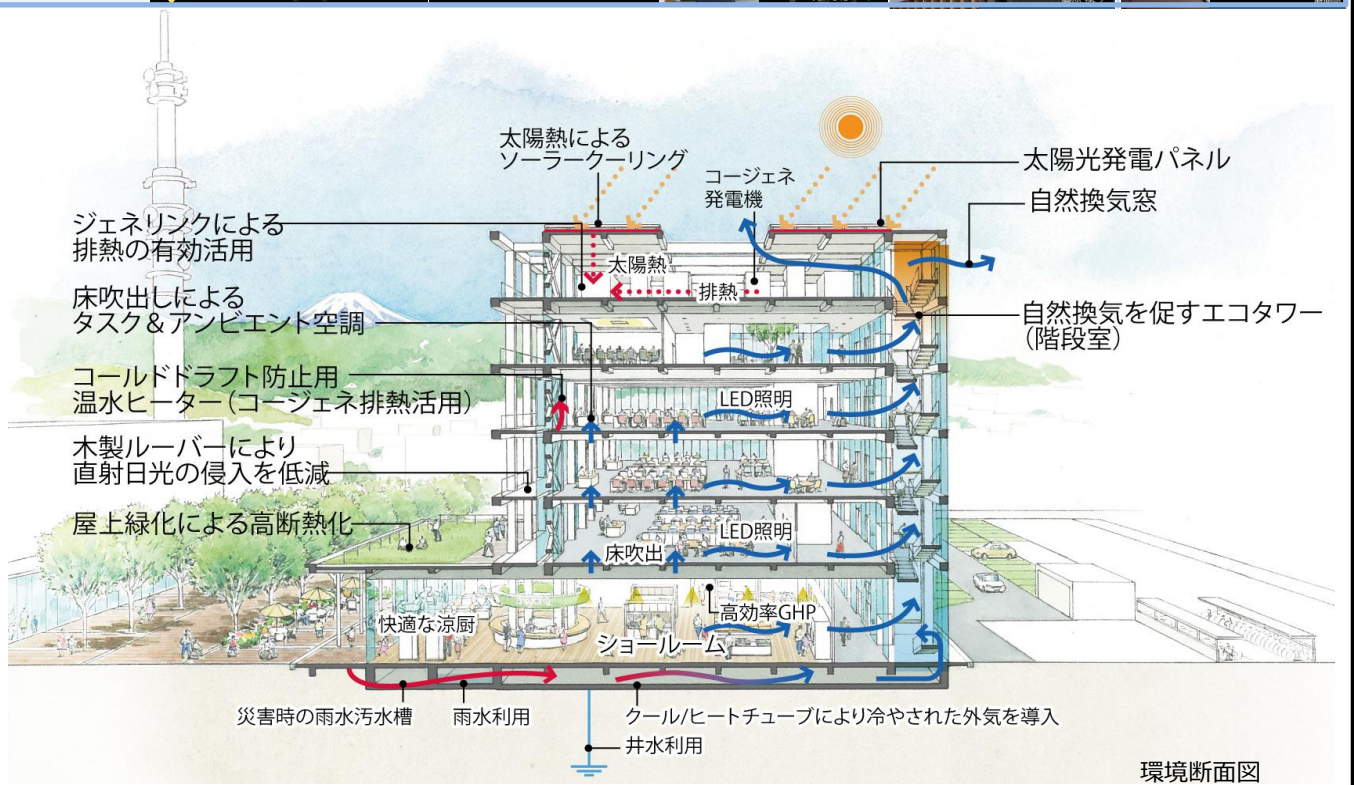 太陽熱による
ソーラークーリング
コージェネ
発電機
太陽光発電パネル
自然換気窓
ジェネリンクによる
排熱の有効活用
太陽熱
排熱
床吹出しによる
タスク＆アンビエント空調
自然換気を促すエコタワー
（階段室）
コールドドラフト防止用
温水ヒーター（コージェネ排熱活用）
LED照明
木製ルーバーにより
直射日光の侵入を低減
屋上緑化による高断熱化
LED照明
床吹出
高効率GHP
快適な涼厨
ショールーム
災害時の雨水汚水槽
雨水利用
クール/ヒートチューブにより冷やされた外気を導入
井水利用
環境断面図